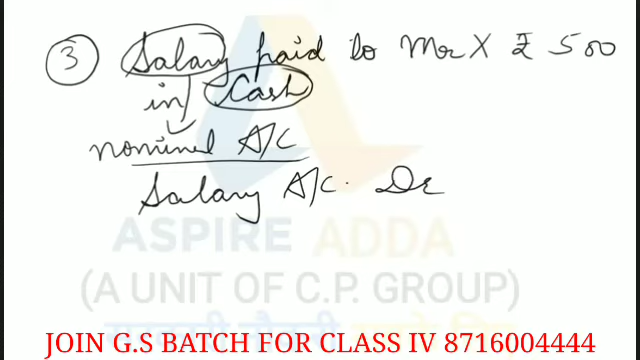 3 Salary paid to Mr X ₹ 500
in Cash
nominal A/C
Salary A/C. Dr
ASPIRE ADDA
(A UNIT OF C.P. GROUP)
JOIN G.S BATCH FOR CLASS IV 8716004444